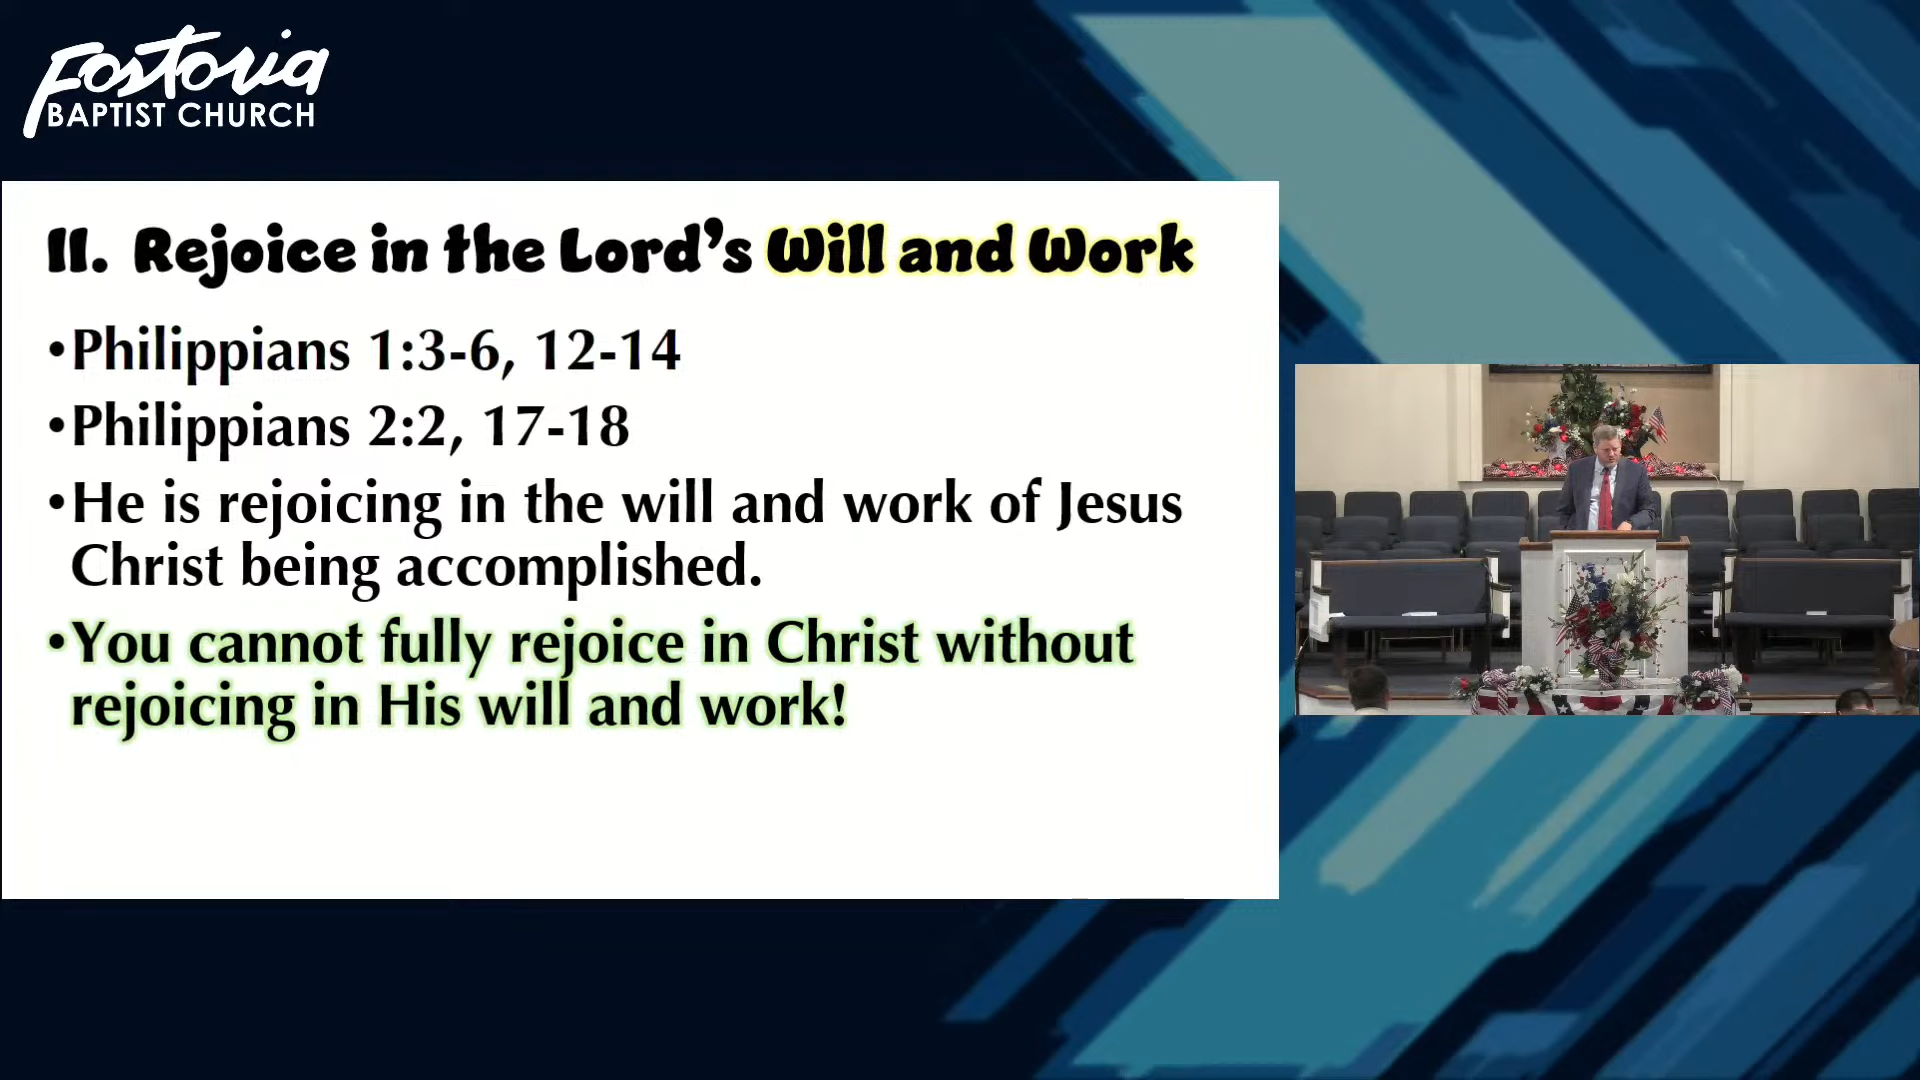 Fostoria
BAPTIST CHURCH
II. Rejoice in the Lord's Will and Work
•Philippians 1:3-6, 12-14
•Philippians 2:2, 17-18
•He is rejoicing in the will and work of Jesus
Christ being accomplished.
•You cannot fully rejoice in Christ without
rejoicing in His will and work!